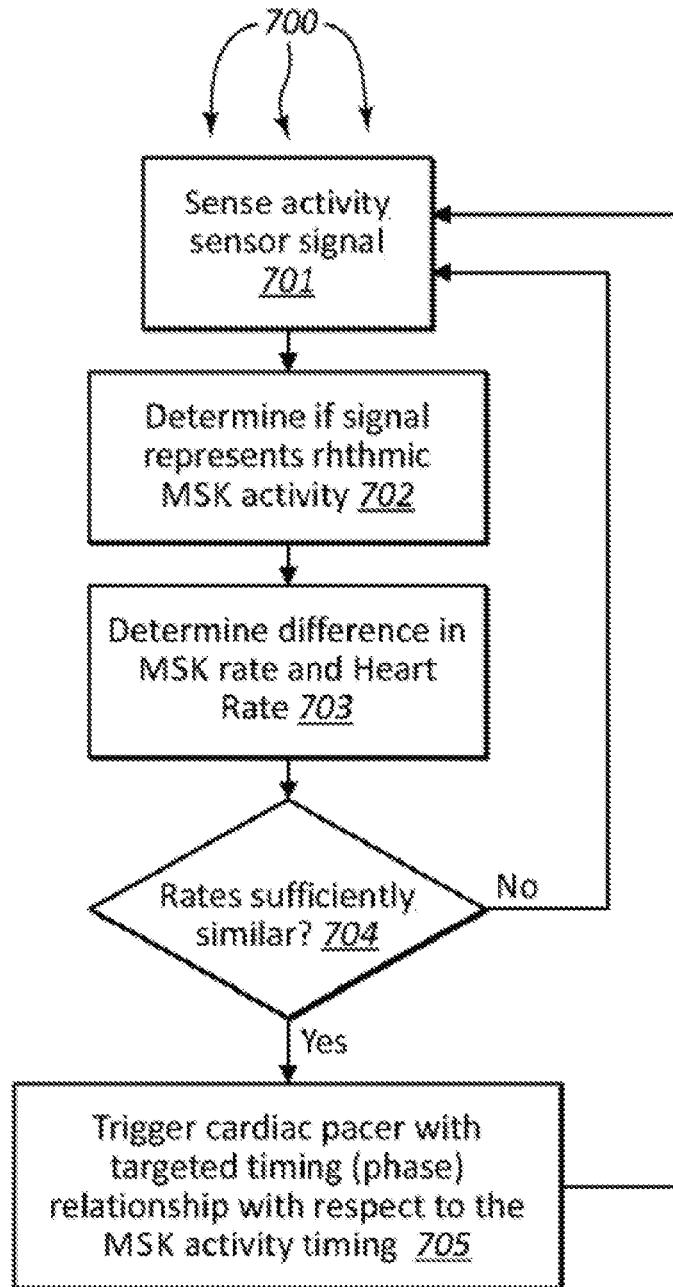 700
Sense activity
sensor signal
701
Determine if signal
represents rhthmic
MSK activity 702
Determine difference in
MSK rate and Heart
Rate 703
Rates sufficiently
similar? 704
No
Yes
Trigger cardiac pacer with
targeted timing (phase)
relationship with respect to the
MSK activity timing 705